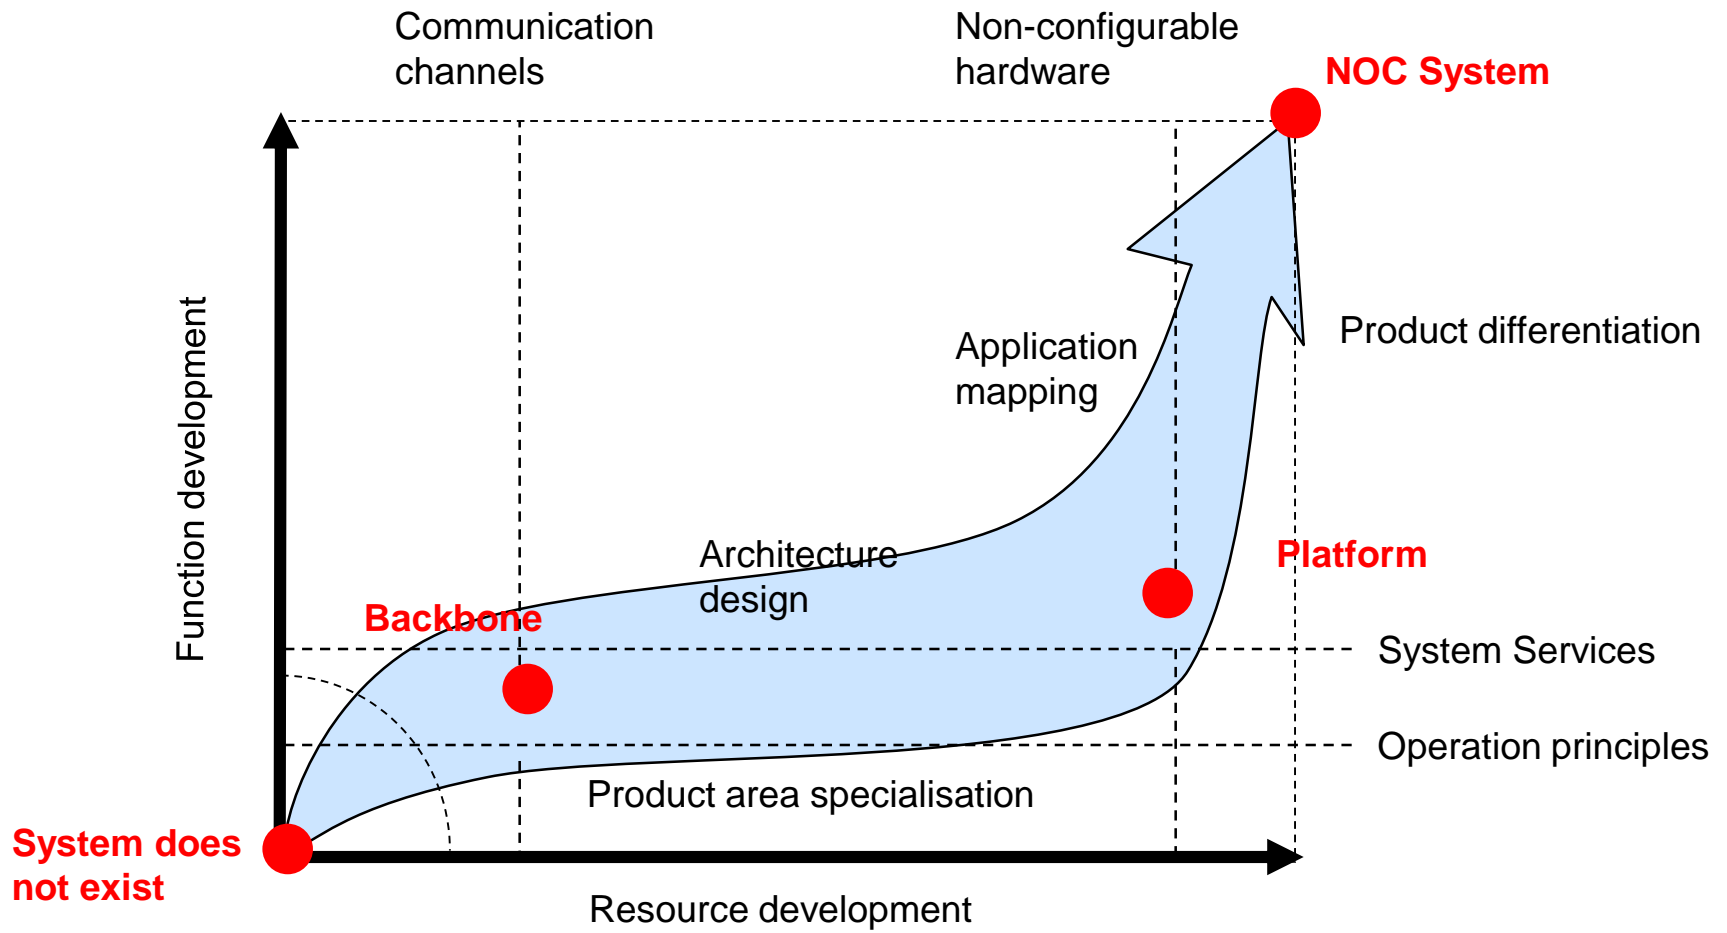 Communication
channels
Non-configurable
hardware
NOC System
Function development
Application
mapping
Product differentiation
Architecture
design
Platform
Backbone
System Services
Operation principles
Product area specialisation
System does
not exist
Resource development